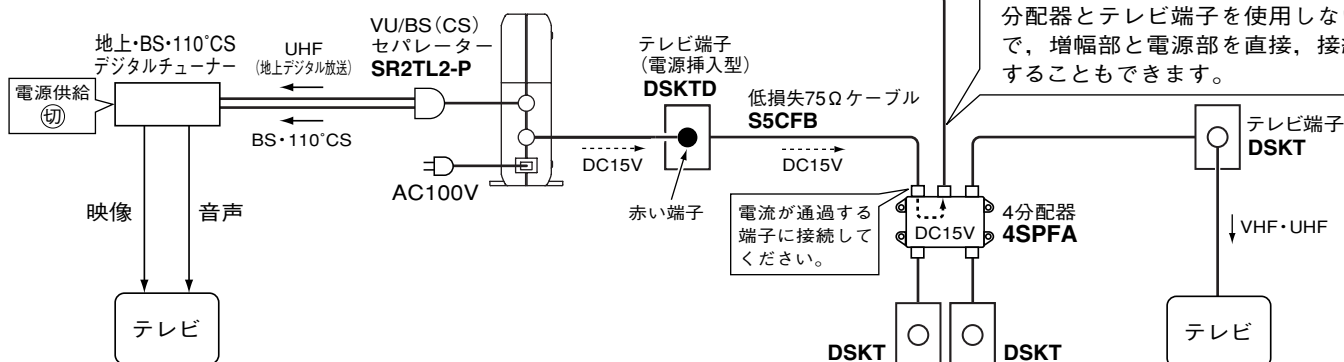 分配器とテレビ端子を使用しな
で，増幅部と電源部を直接，接
することもできます。
VU/BS（CS）
セパレーター
SR2TL2-P
地上・BS・110°CS
デジタルチューナー
UHF
（地上デジタル放送）
テレビ端子
（電源挿入型）
DSKTD
低損失75Ωケーブル
S5CFB
電源供給
切
BS・110°CS
DC15V
DC15V
テレビ端子
DSKT
AC100V
赤い端子
映像
音声
電流が通過する
端子に接続して
ください。
DC15V
4分配器
4SPFA
VHF・UHF
テレビ
DSKT
DSKT
テレビ